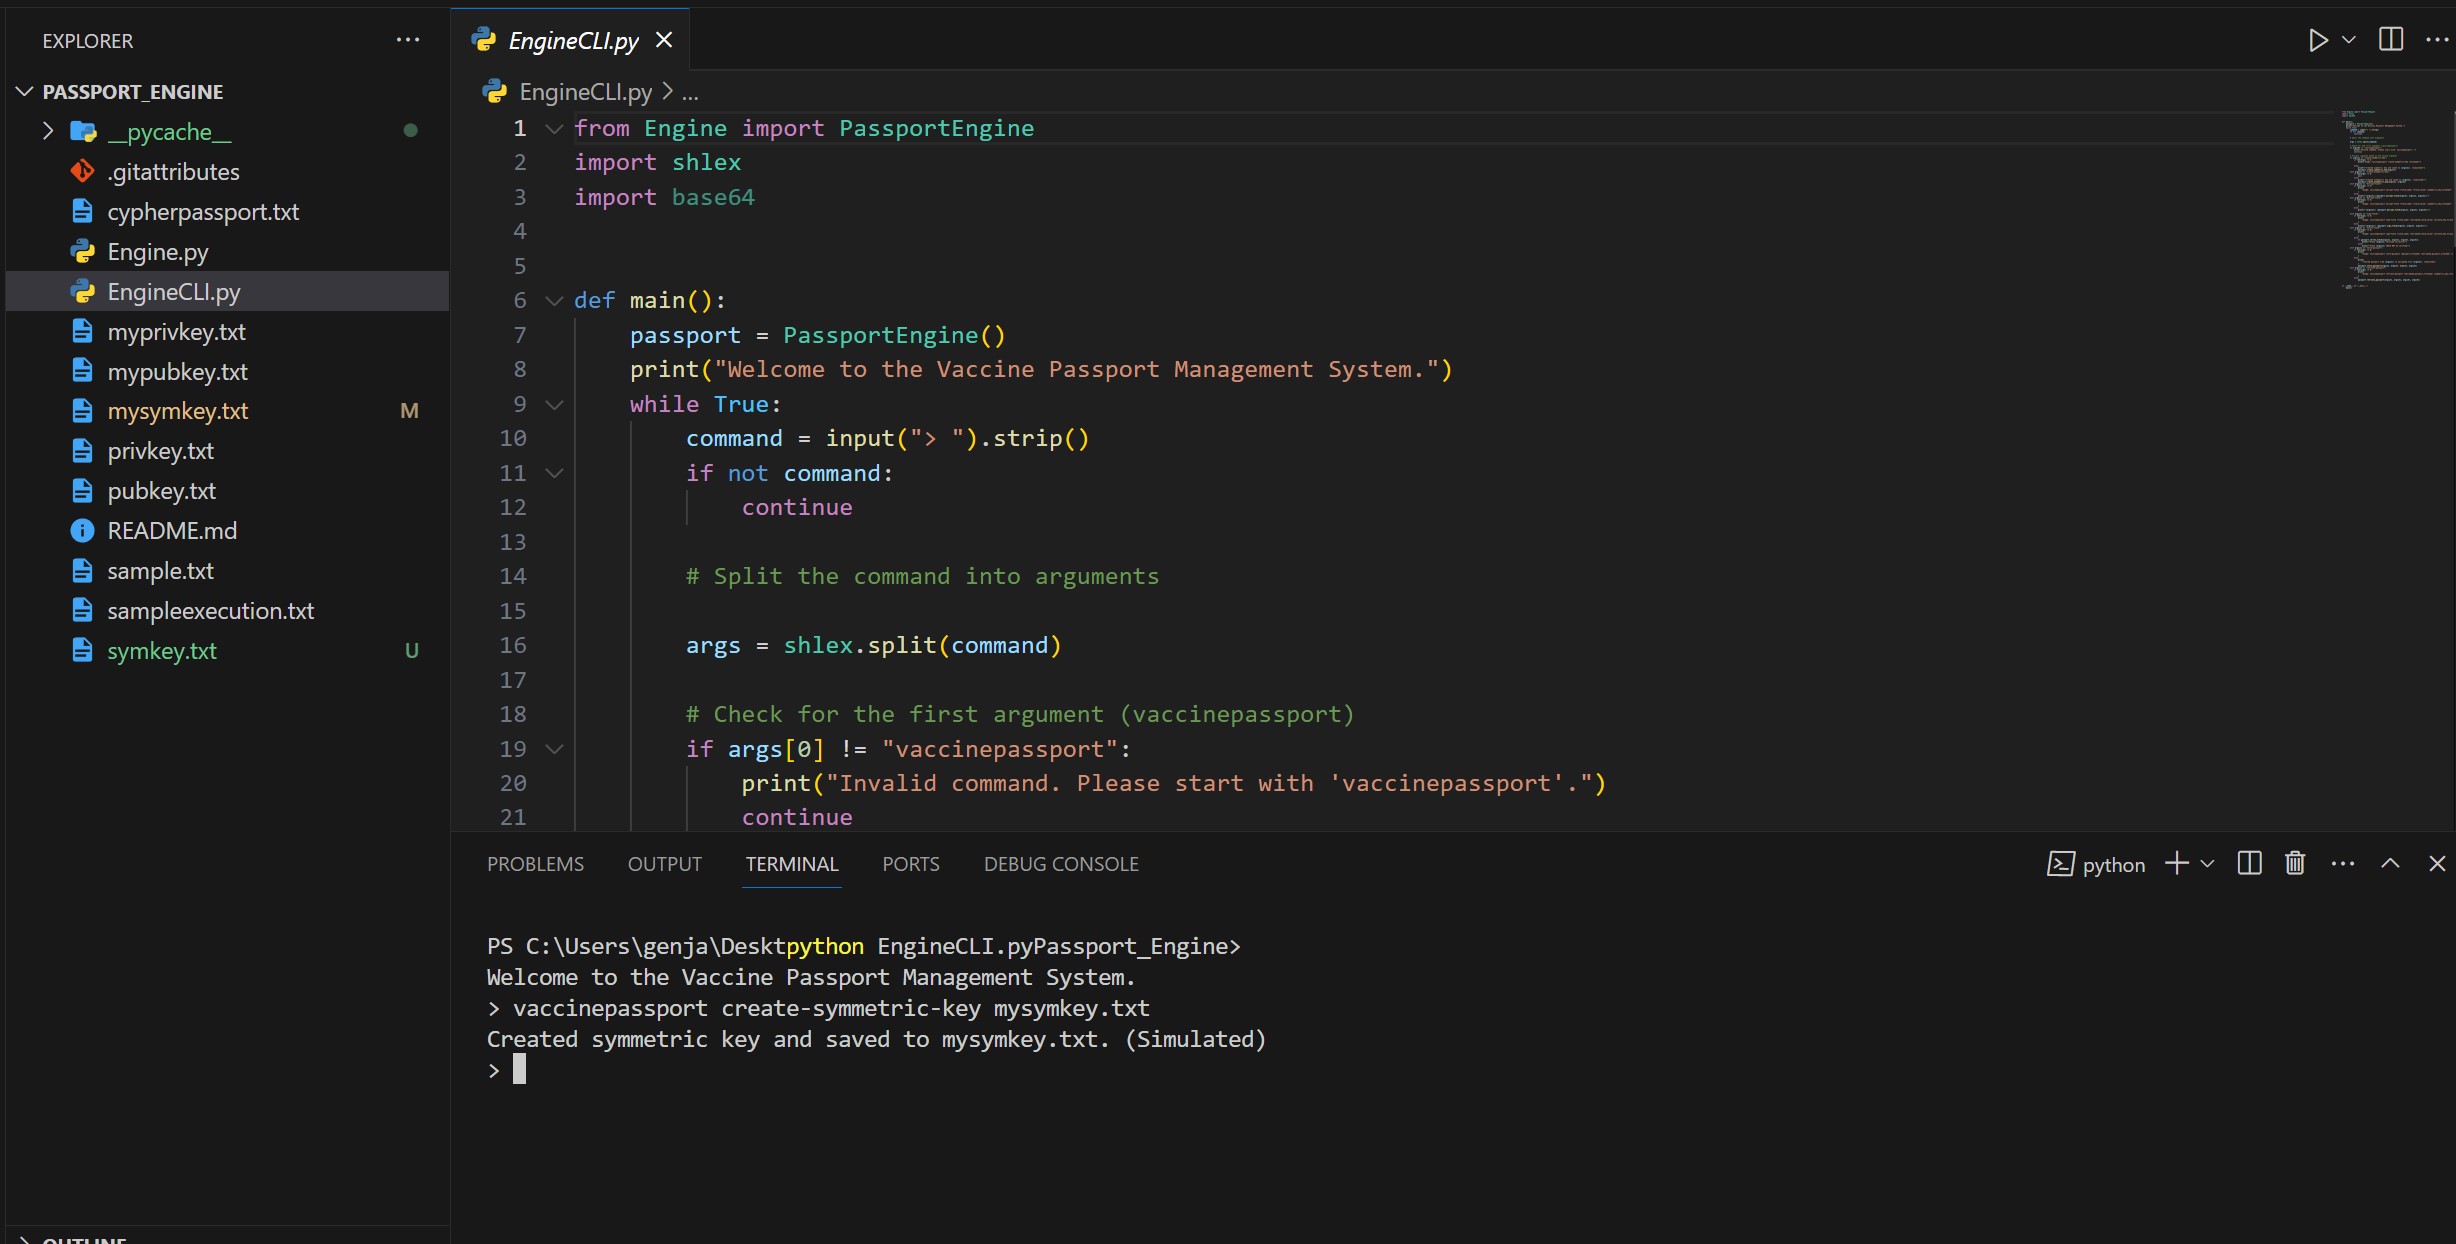 EXPLORER
PASSPORT_ENGINE
__pycache__
.gitattributes
cypherpassport.txt
Engine.py
EngineCLI.py
myprivkey.txt
mypubkey.txt
mysymkey.txt M
privkey.txt
pubkey.txt
README.md
sample.txt
sampleexecution.txt
symkey.txt U
OUTLINE
EngineCLI.py
EngineCLI.py > ...
1 from Engine import PassportEngine
2 import shlex
3 import base64
4
5
6 def main():
7 passport = PassportEngine()
8 print("Welcome to the Vaccine Passport Management System.")
9 while True:
10 command = input("> ").strip()
11 if not command:
12 continue
13
14 # Split the command into arguments
15
16 args = shlex.split(command)
17
18 # Check for the first argument (vaccinepassport)
19 if args[0] != "vaccinepassport":
20 print("Invalid command. Please start with 'vaccinepassport'.")
21 continue
PROBLEMS OUTPUT TERMINAL PORTS DEBUG CONSOLE python
PS C:\Users\genja\Desktpython EngineCLI.pyPassport_Engine>
Welcome to the Vaccine Passport Management System.
> vaccinepassport create-symmetric-key mysymkey.txt
Created symmetric key and saved to mysymkey.txt. (Simulated)
>